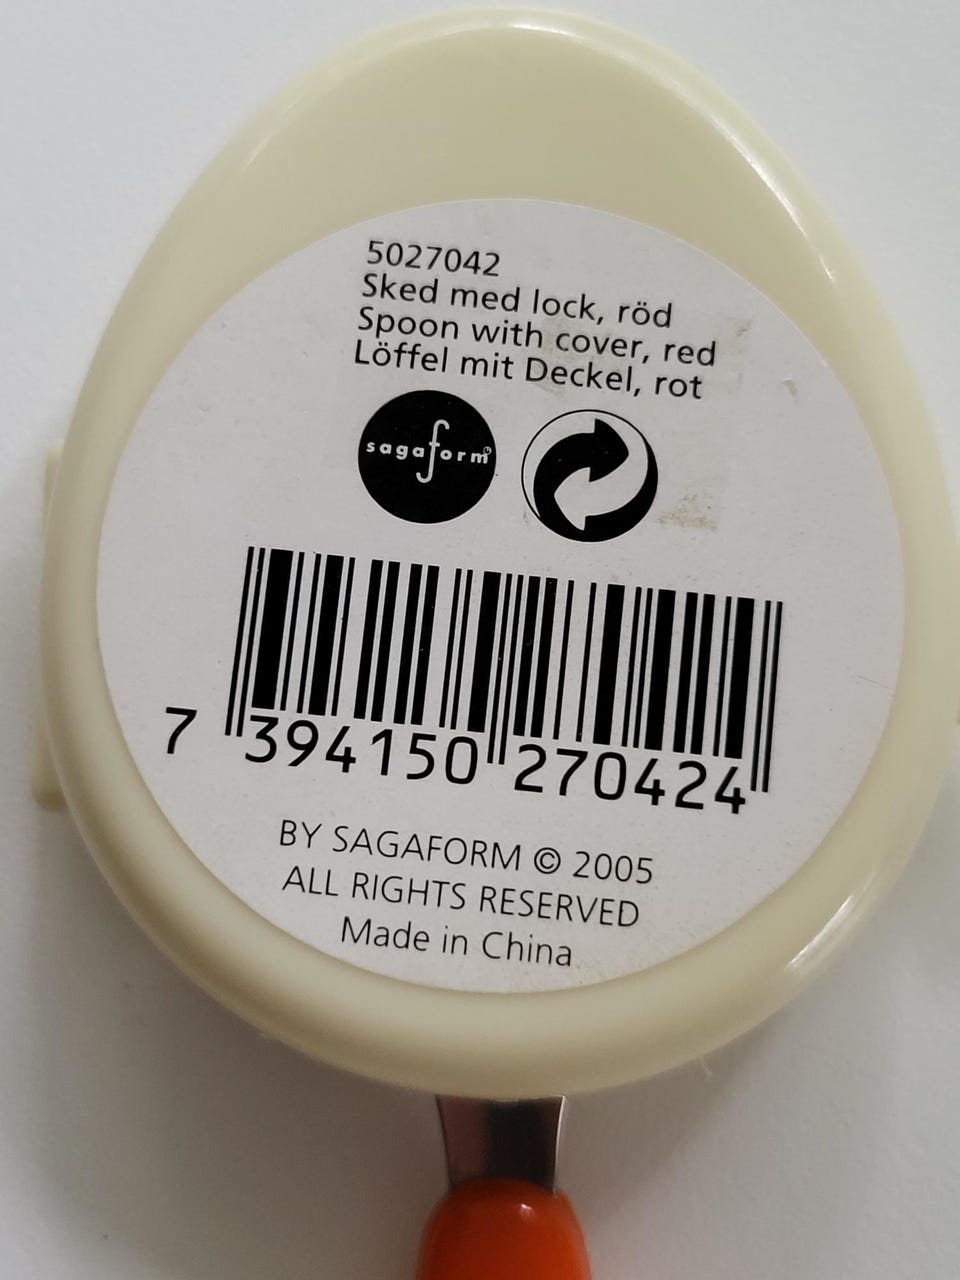 5027042
Sked med lock, röd
Spoon with cover, red
Löffel mit Deckel, rot
sagaform®
7 394150 270424
BY SAGAFORM © 2005
ALL RIGHTS RESERVED
Made in China